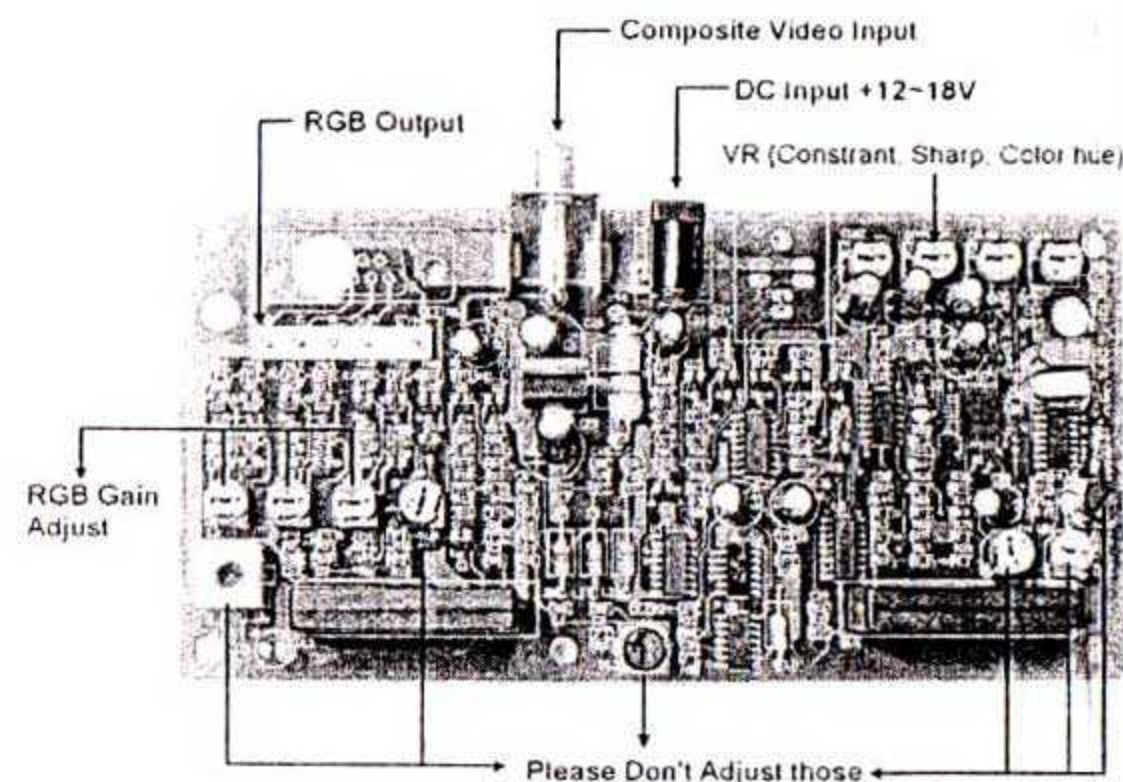 Composite Video Input
DC Input +12~18V
RGB Output
VR (Constrant, Sharp, Color hue)
RGB Gain
Adjust
Please Don't Adjust those